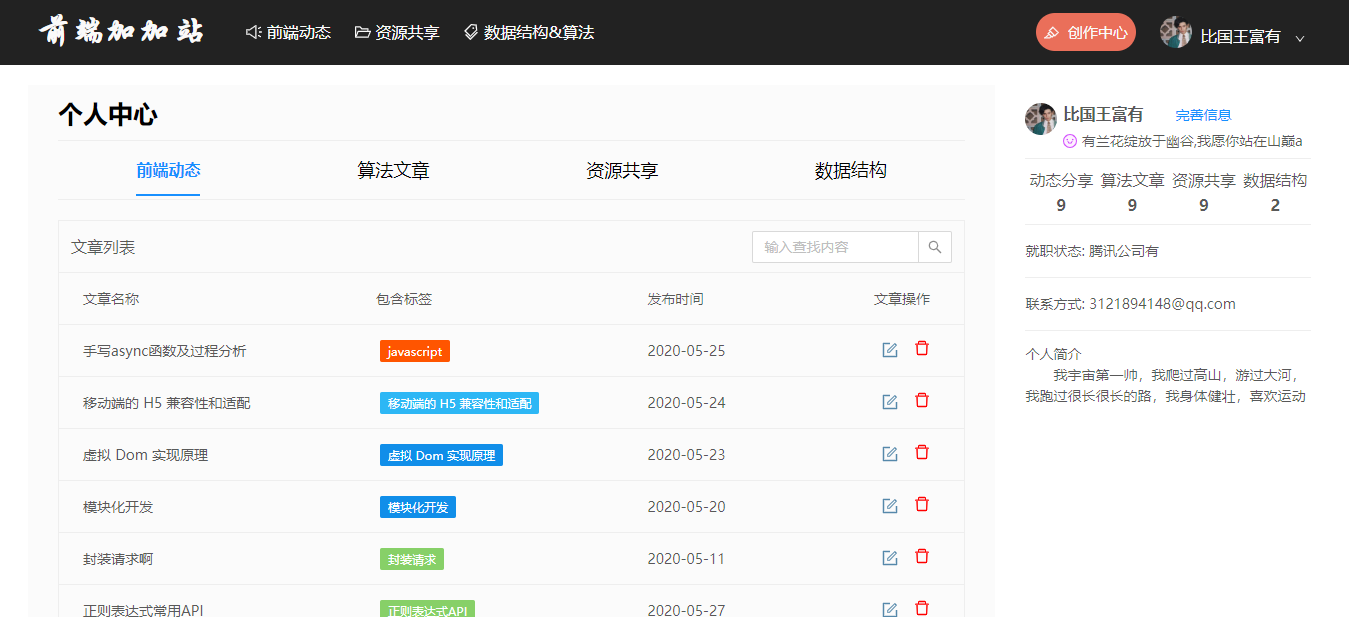 前端加加站 前端动态 资源共享 数据结构&算法 创作中心 比国王富有
个人中心
前端动态 算法文章 资源共享 数据结构
文章列表 输入查找内容
文章名称 包含标签 发布时间 文章操作
手写async函数及过程分析 javascript 2020-05-25
移动端的 H5 兼容性和适配 移动端的 H5 兼容性和适配 2020-05-24
虚拟 Dom 实现原理 虚拟 Dom 实现原理 2020-05-23
模块化开发 模块化开发 2020-05-20
封装请求啊 封装请求 2020-05-11
正则表达式常用API 正则表达式API 2020-05-27
比国王富有 完善信息
有兰花绽放于幽谷,我愿你站在山巅a
动态分享 算法文章 资源共享 数据结构
9 9 9 2
就职状态: 腾讯公司有
联系方式: 3121894148@qq.com
个人简介
我宇宙第一帅，我爬过高山，游过大河，
我跑过很长很长的路，我身体健壮，喜欢运动